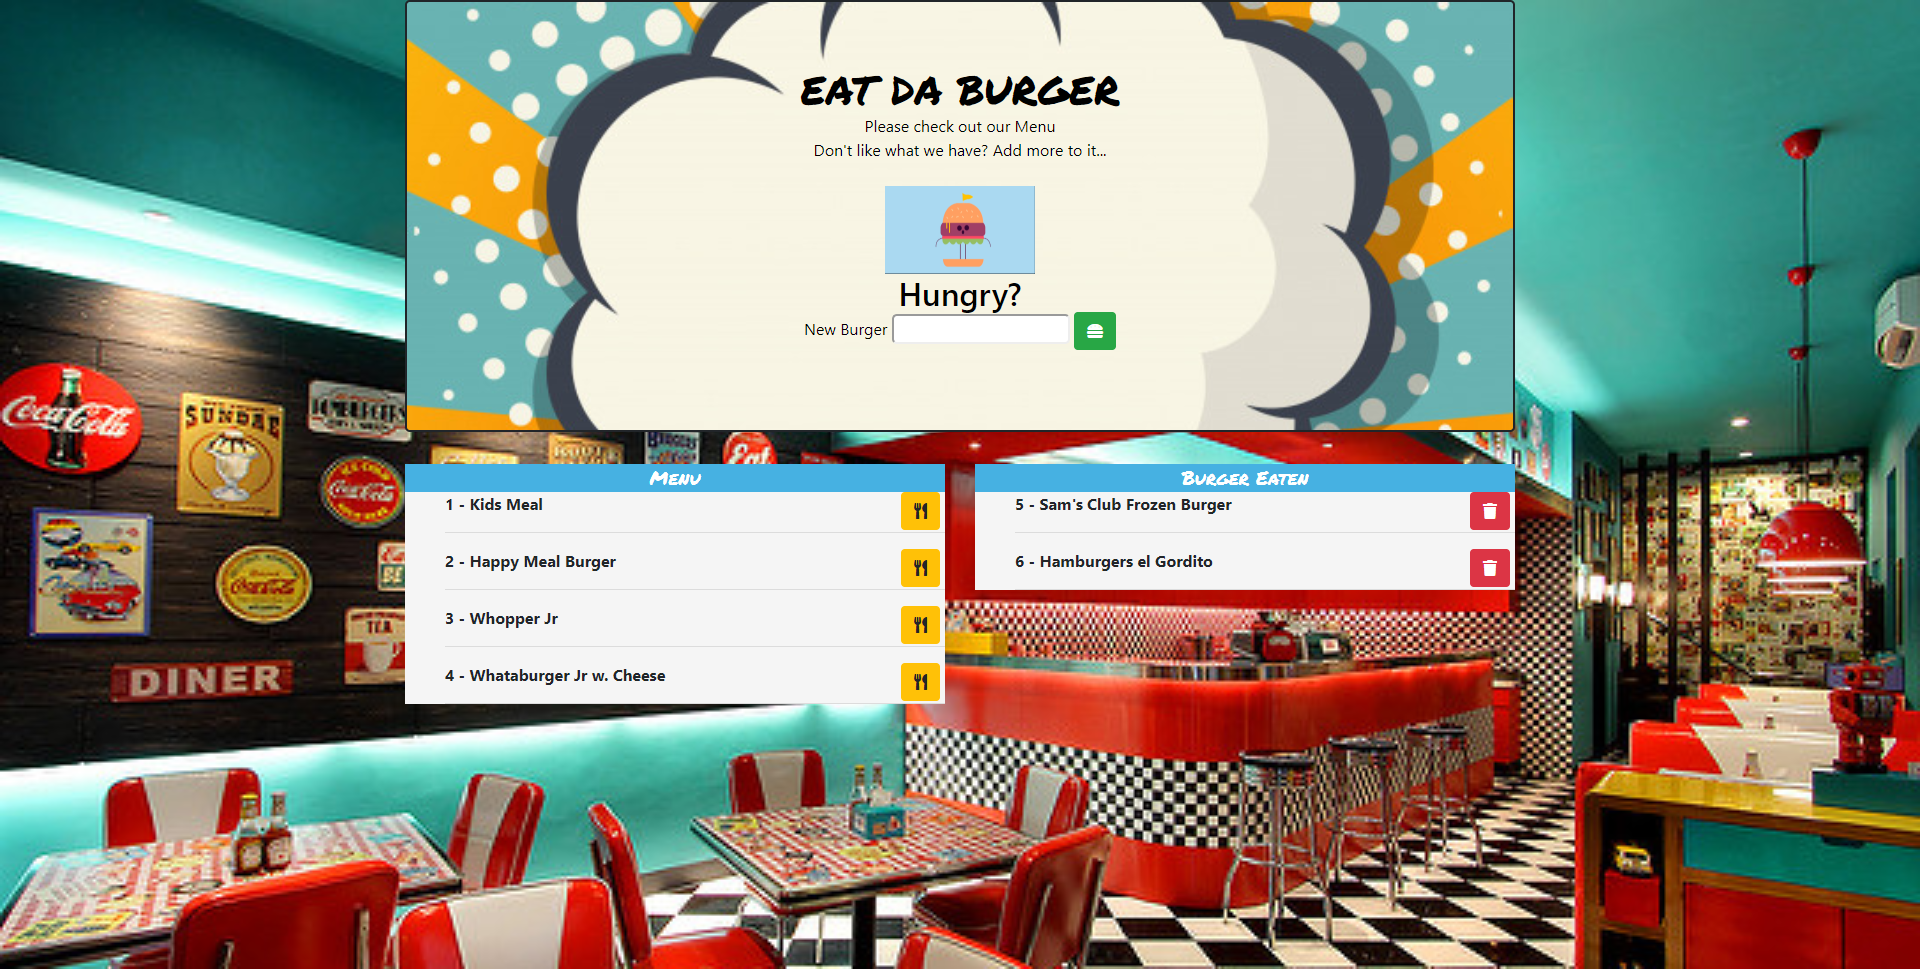 EAT DA BURGER
Please check out our Menu
Don't like what we have? Add more to it...
Hungry?
New Burger
Coca-Cola
SUNDAE
Eat
Menu
Burger Eaten
1 - Kids Meal
5 - Sam's Club Frozen Burger
2 - Happy Meal Burger
6 - Hamburgers el Gordito
3 - Whopper Jr
4 - Whataburger Jr w. Cheese
Coca-Cola
Coca-Cola
TEA
DINER